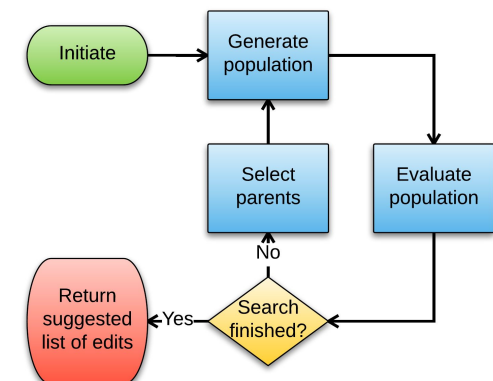 Initiate
Generate
population
Select
parents
Evaluate
population
No
Search
finished?
Yes
Return
suggested
list of edits